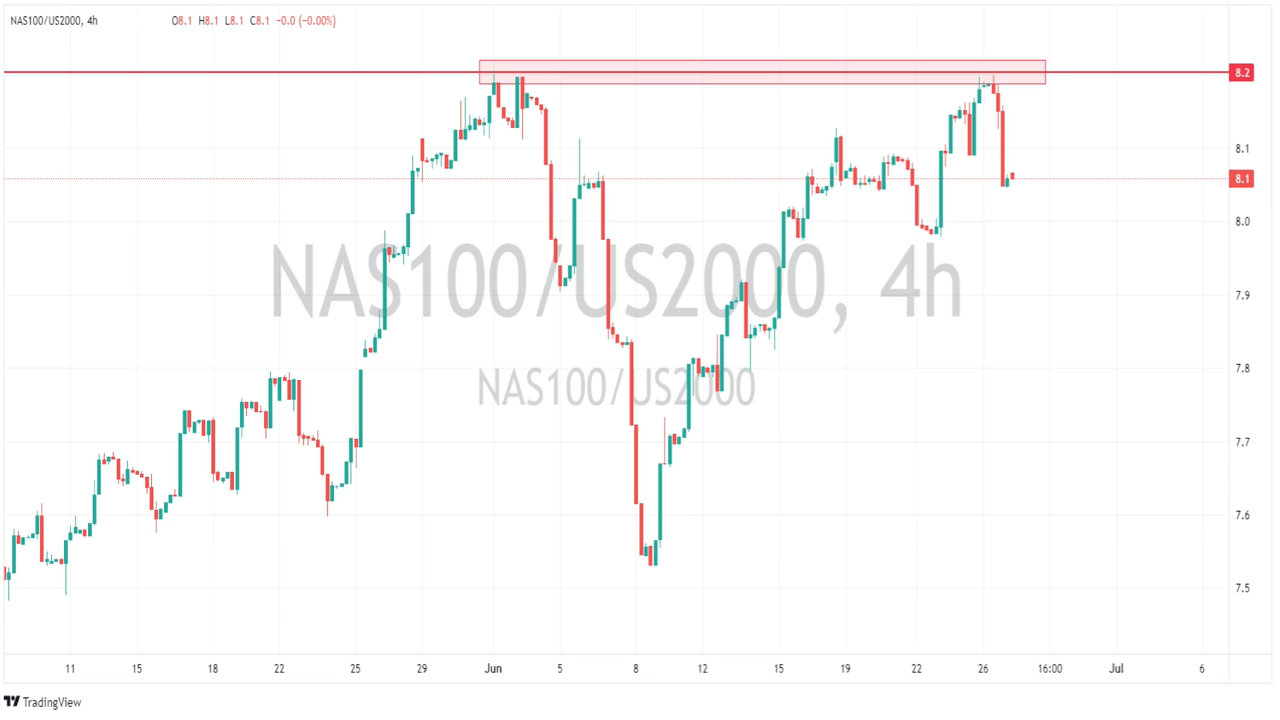 NAS100/US2000, 4h O8.1 H8.1 L8.1 C8.1 −0.0 (−0.00%)
8.2
8.1
8.1
8.0
NAS100/US2000, 4h
7.9
7.8
NAS100/US2000
7.7
7.6
7.5
11 15 18 22 25 29 Jun 5 8 12 15 19 22 26 16:00 Jul 6
TradingView